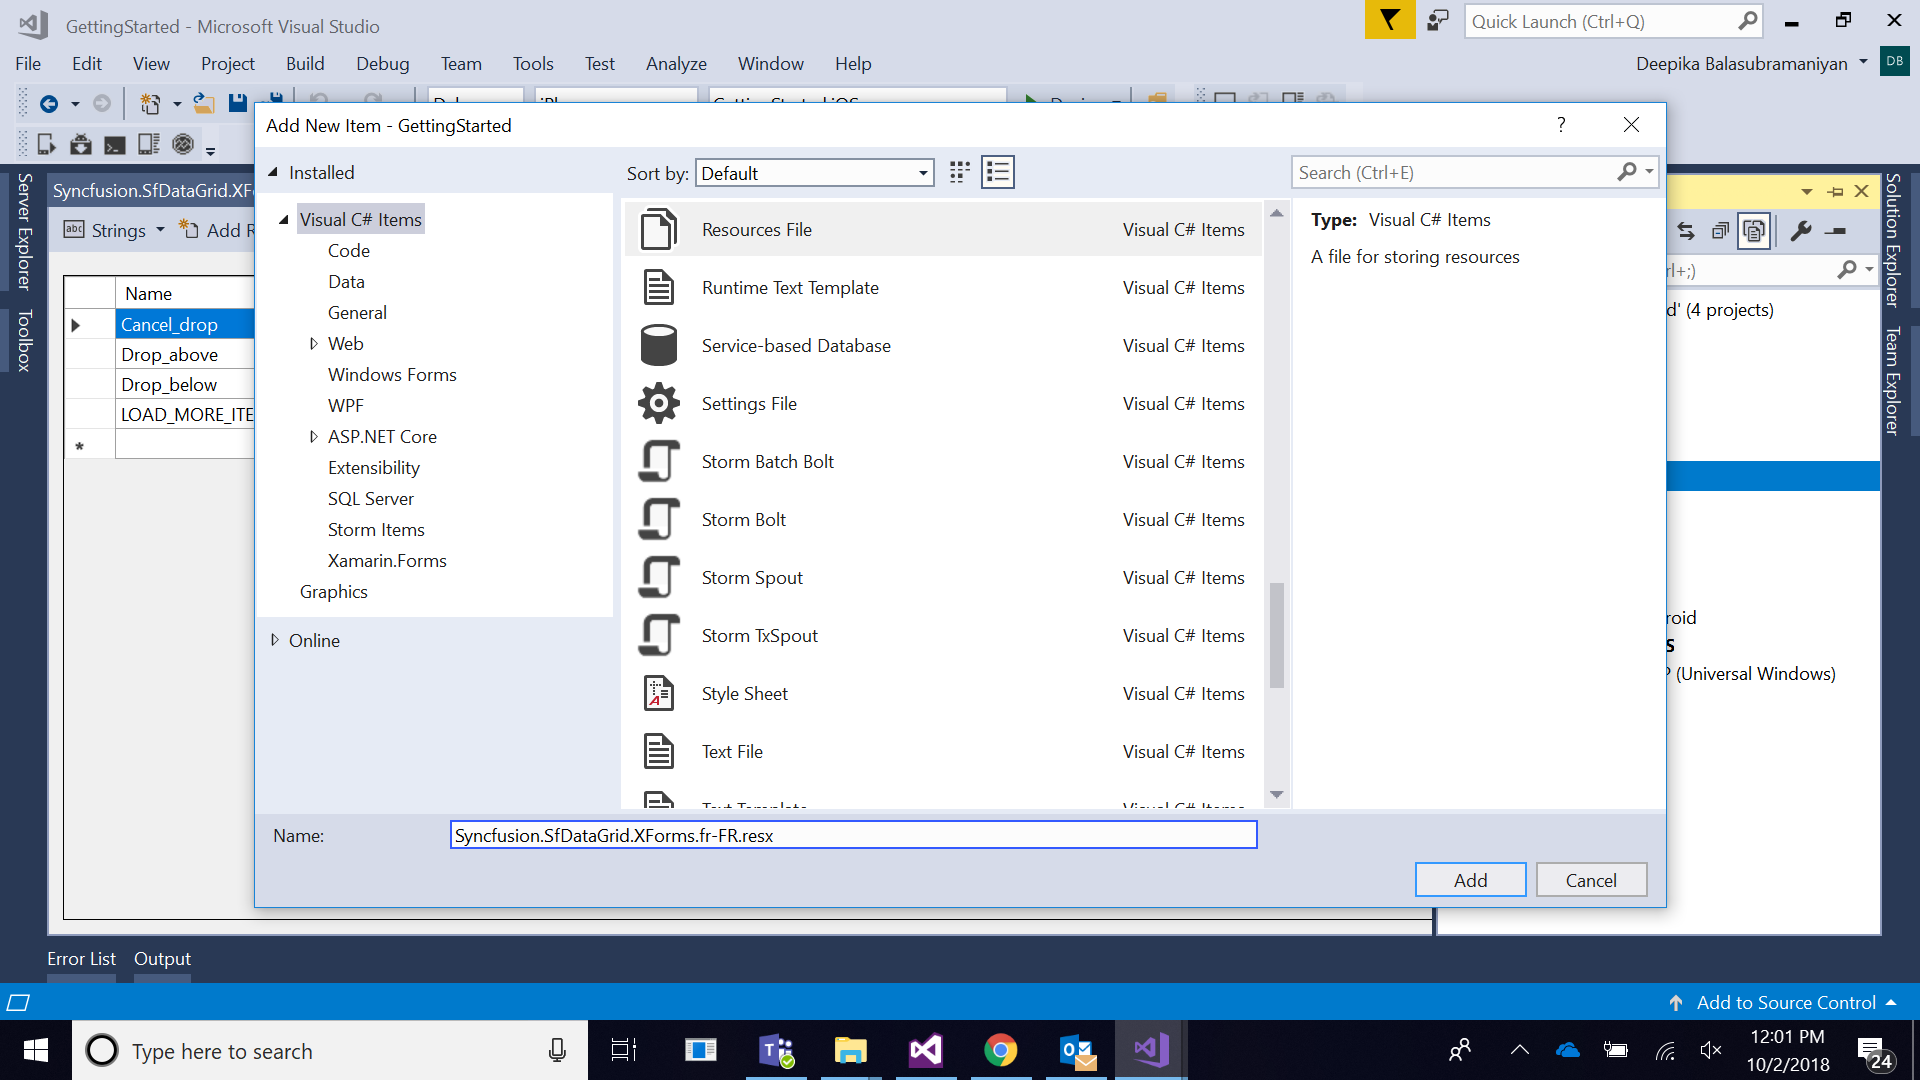 GettingStarted - Microsoft Visual Studio
Quick Launch (Ctrl+Q)
File Edit View Project Build Debug Team Tools Test Analyze Window Help
Deepika Balasubramaniyan DB
Add New Item - GettingStarted
?
Installed
Sort by: Default
Search (Ctrl+E)
Server Explorer
Toolbox
Syncfusion.SfDataGrid.XF
abc Strings
Add R
Name
Cancel_drop
Drop_above
Drop_below
LOAD_MORE_ITE
*
Visual C# Items
Code
Data
General
Web
Windows Forms
WPF
ASP.NET Core
Extensibility
SQL Server
Storm Items
Xamarin.Forms
Graphics
Online
Resources File Visual C# Items
Runtime Text Template Visual C# Items
Service-based Database Visual C# Items
Settings File Visual C# Items
Storm Batch Bolt Visual C# Items
Storm Bolt Visual C# Items
Storm Spout Visual C# Items
Storm TxSpout Visual C# Items
Style Sheet Visual C# Items
Text File Visual C# Items
Type: Visual C# Items
A file for storing resources
rl+;)
d' (4 projects)
roid
S
(Universal Windows)
Solution Explorer
Team Explorer
Name: Syncfusion.SfDataGrid.XForms.fr-FR.resx
Add Cancel
Error List Output
Add to Source Control
Type here to search
12:01 PM
10/2/2018
24